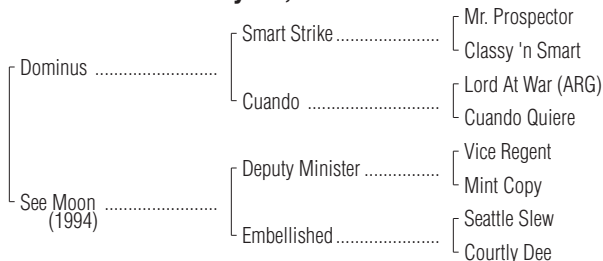 Mr. Prospector
Smart Strike ....................
Classy 'n Smart
Dominus ........................
Lord At War (ARG)
Cuando ..........................
Cuando Quiere
Vice Regent
Deputy Minister ...............
Mint Copy
See Moon ......................
(1994)
Seattle Slew
Embellished.....................
Courtly Dee